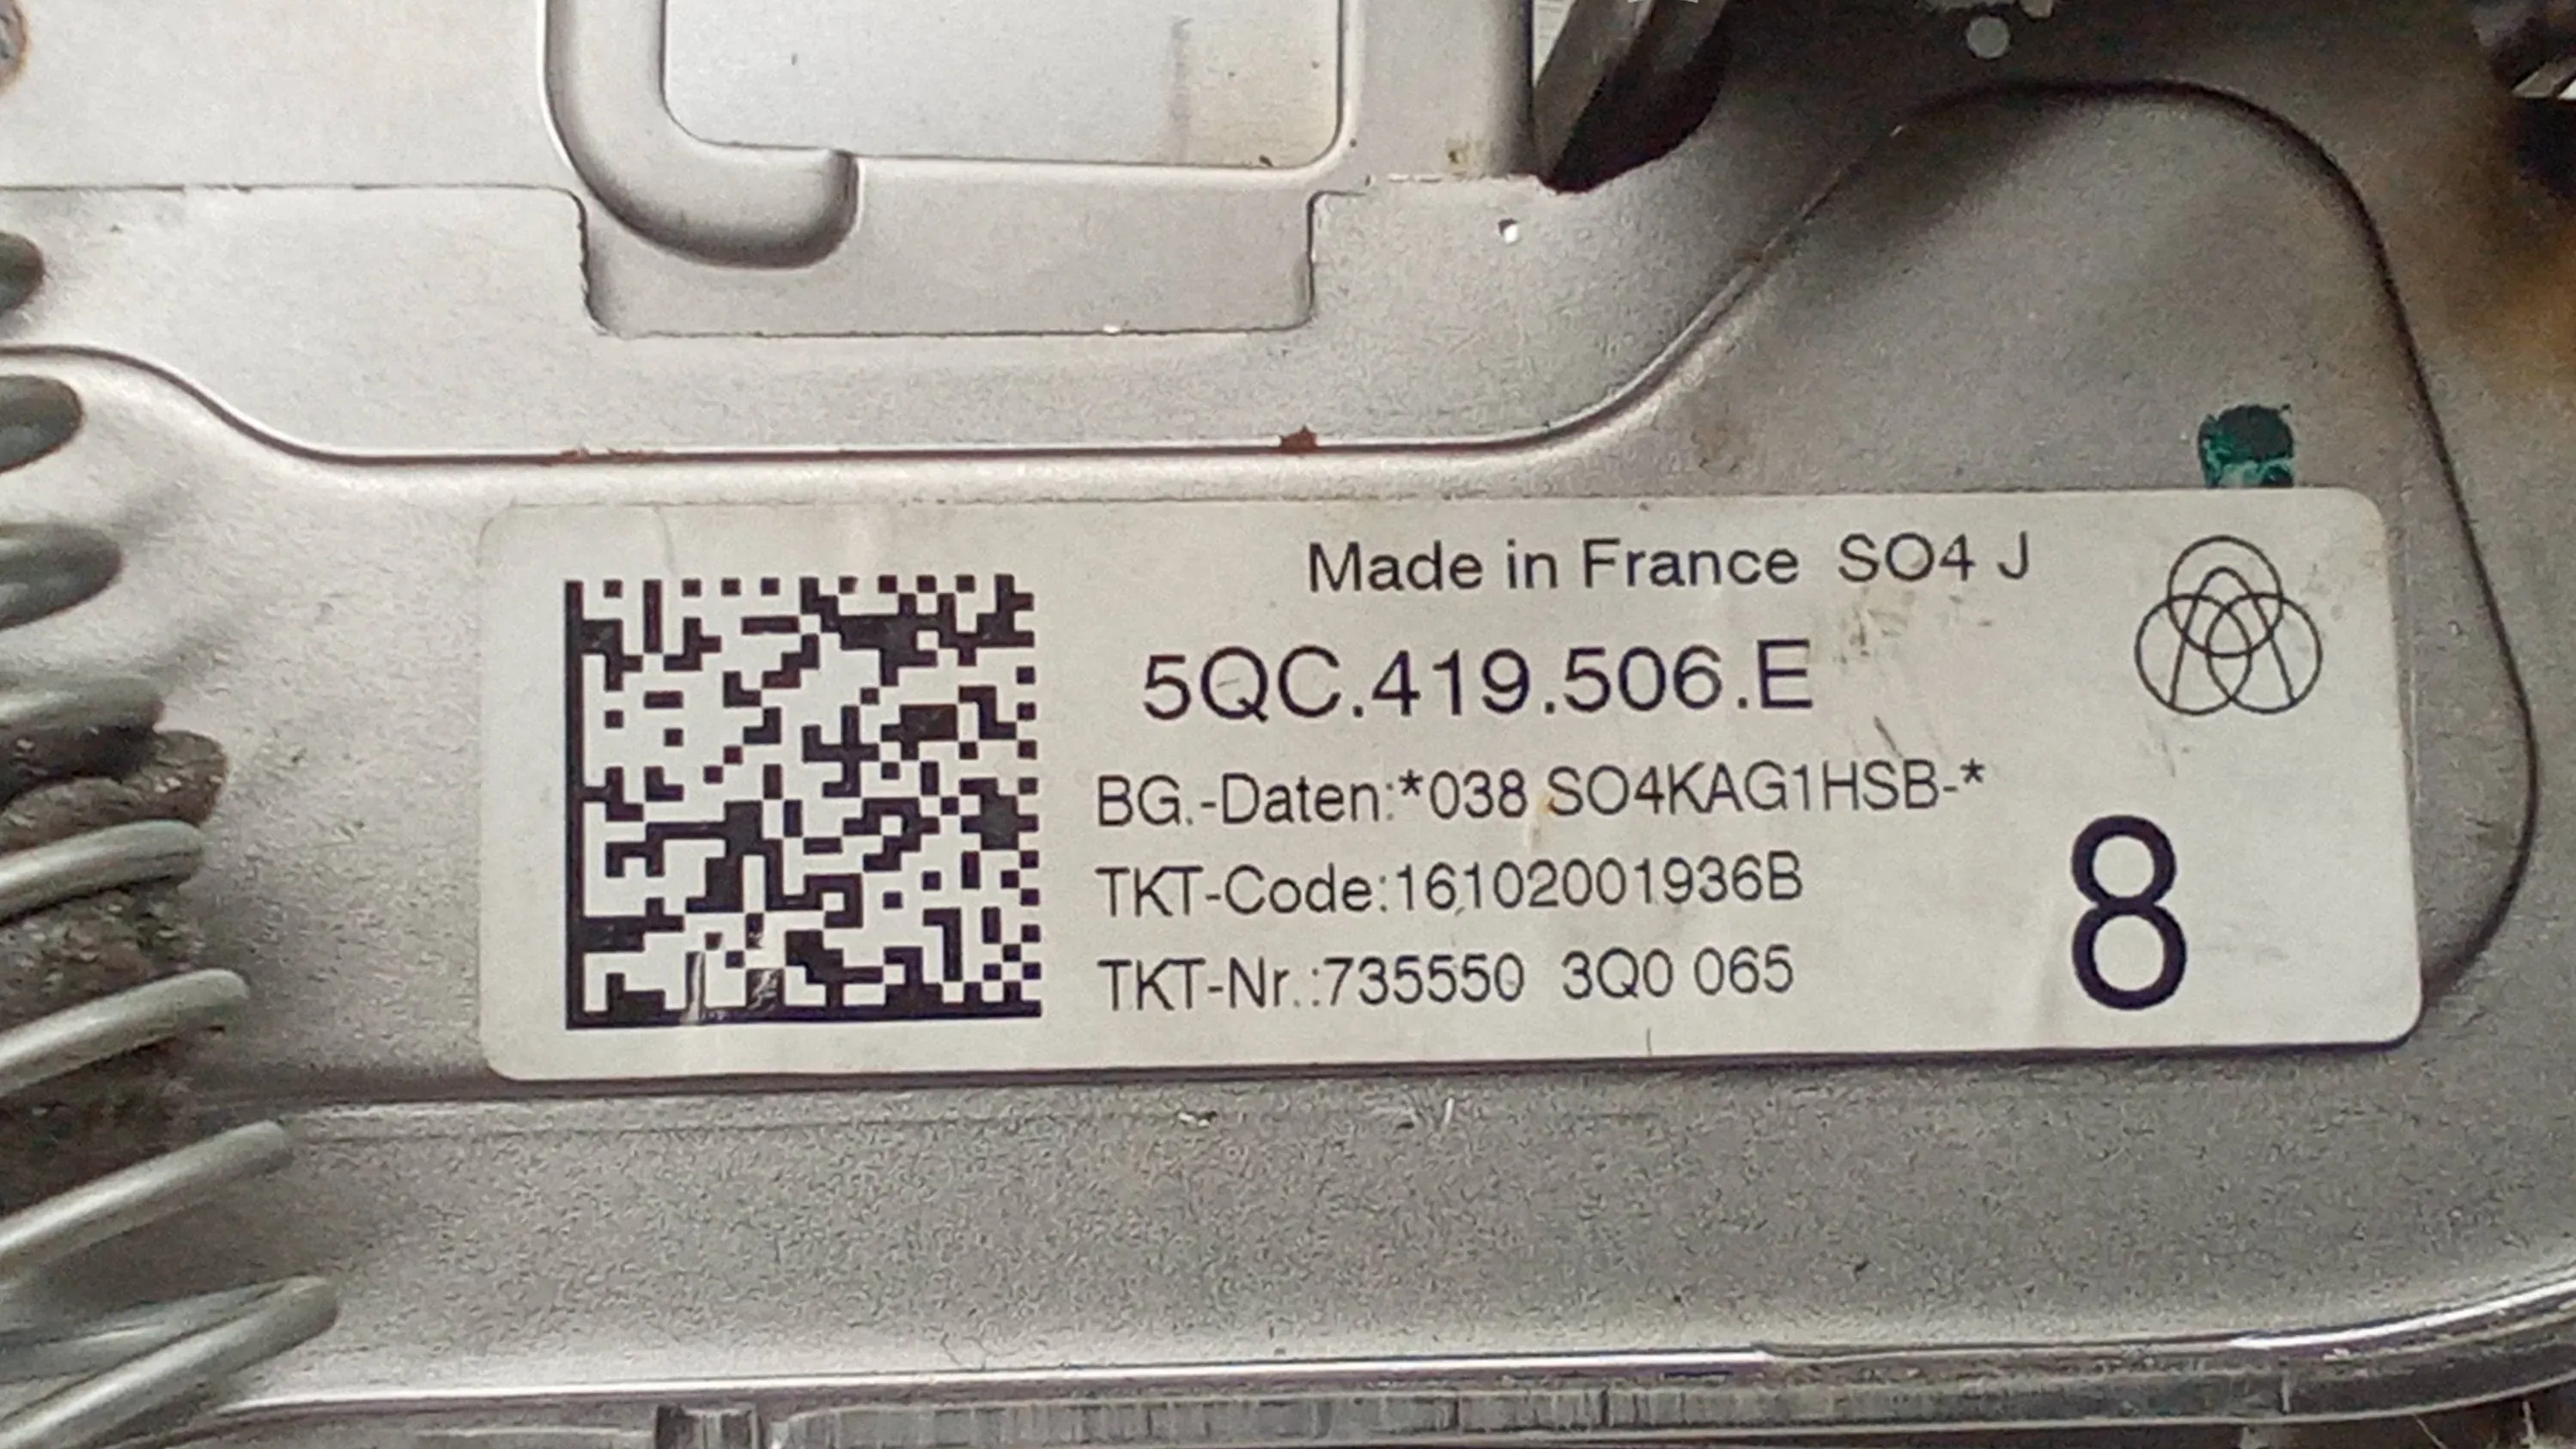 Made in France SO4 J
5QC.419.506.E
BG.-Daten:*038 SO4KAG1HSB-*
TKT-Code:16102001936B
TKT-Nr.:735550 3Q0 065
8